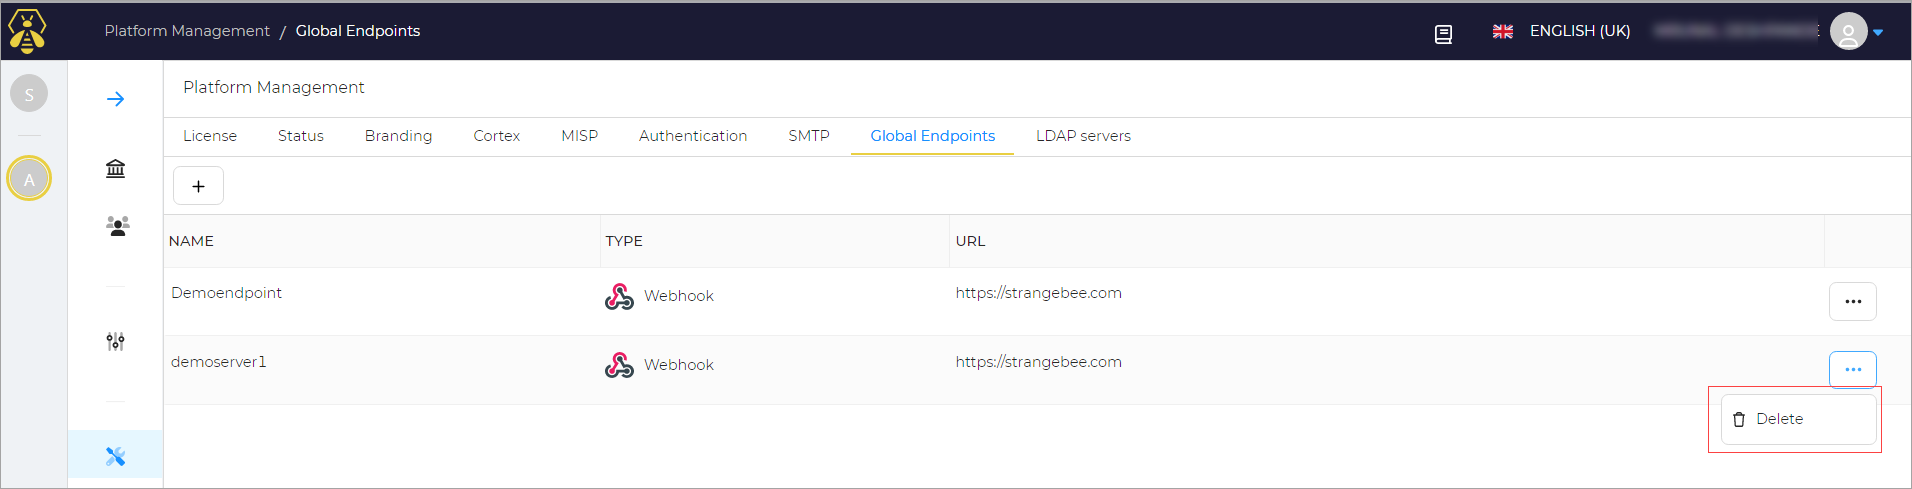 Platform Management / Global Endpoints
ENGLISH (UK)
S
A
Platform Management
License Status Branding Cortex MISP Authentication SMTP Global Endpoints LDAP servers
+
NAME TYPE URL
Demoendpoint Webhook https://strangebee.com
demoserver1 Webhook https://strangebee.com
Delete